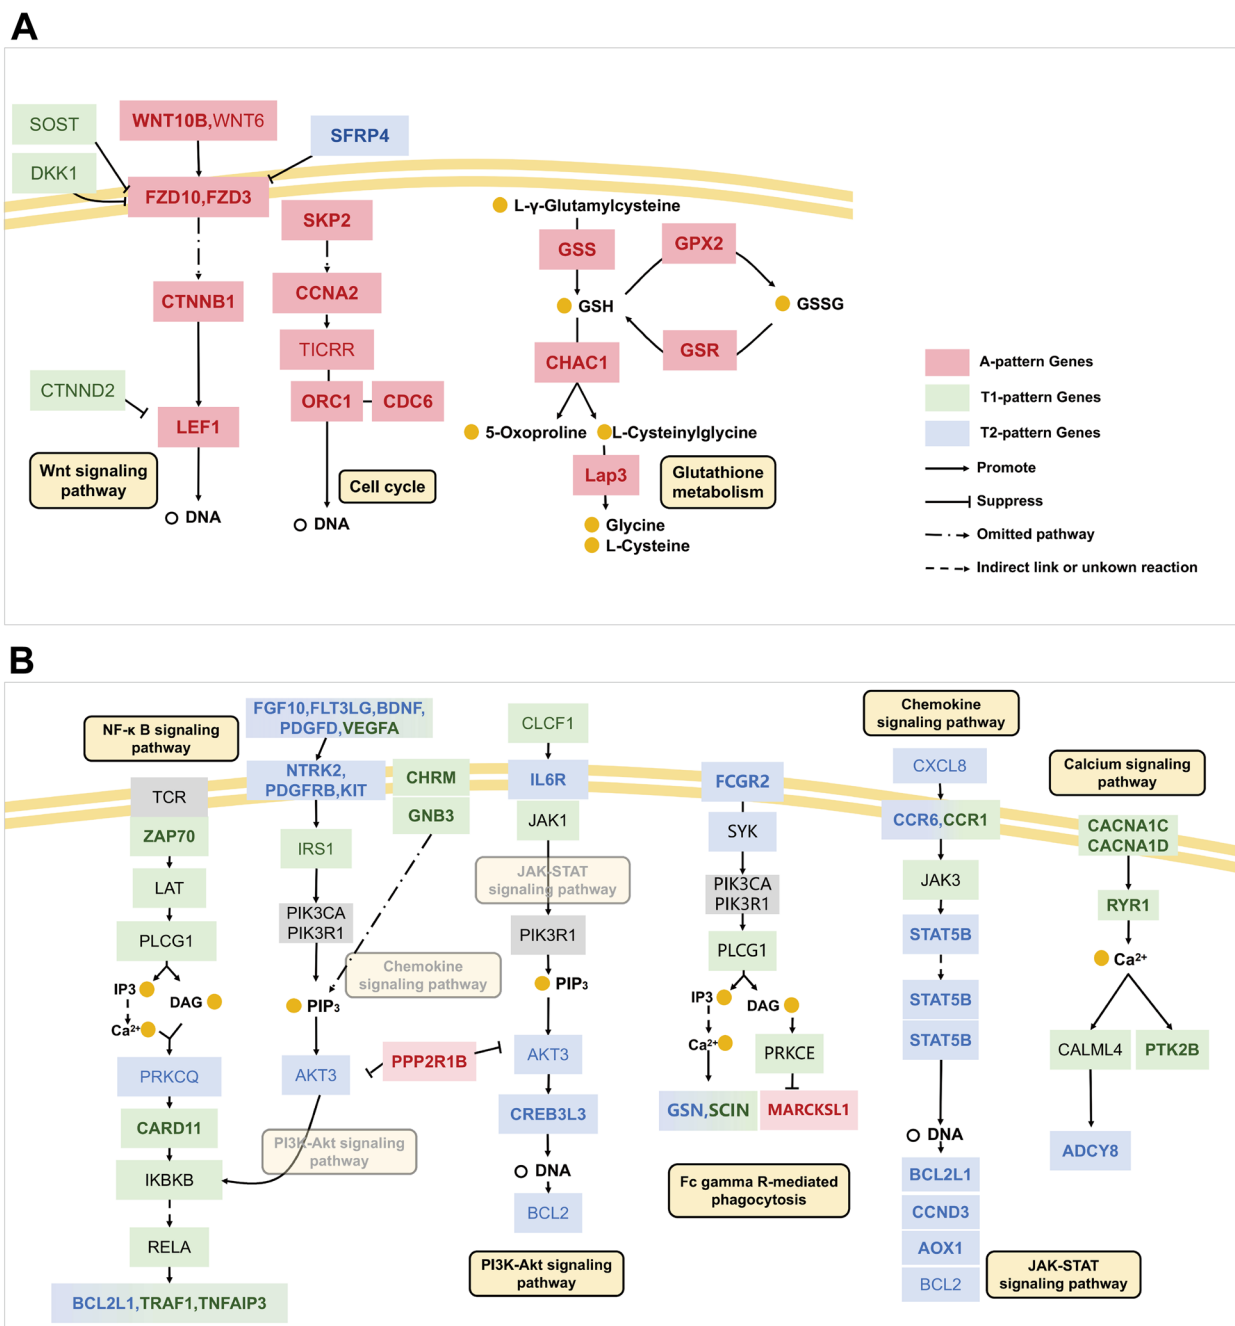 A
SOST
WNT10B,WNT6
SFRP4
DKK1
FZD10,FZD3
SKP2
CTNNB1
CCNA2
TICRR
ORC1
CDC6
CTNND2
LEF1
Wnt signaling
pathway
Cell cycle
DNA
DNA
L-γ-Glutamylcysteine
GSS
GPX2
GSH
GSSG
CHAC1
GSR
5-Oxoproline
L-Cysteinylglycine
Lap3
Glutathione
metabolism
Glycine
L-Cysteine
A-pattern Genes
T1-pattern Genes
T2-pattern Genes
Promote
Suppress
Omitted pathway
Indirect link or unkown reaction
B
NF-κ B signaling
pathway
TCR
ZAP70
LAT
PLCG1
IP3
DAG
Ca²⁺
PRKCQ
CARD11
IKBKB
RELA
BCL2L1,TRAF1,TNFAIP3
FGF10,FLT3LG,BDNF,
PDGFD,VEGFA
NTRK2,
PDGFRB,KIT
CHRM
GNB3
IRS1
PIK3CA
PIK3R1
Chemokine
signaling pathway
PIP₃
AKT3
PPP2R1B
PI3K-Akt signaling
pathway
CLCF1
IL6R
JAK1
JAK-STAT
signaling pathway
PIK3R1
PIP₃
AKT3
CREB3L3
DNA
BCL2
PI3K-Akt signaling
pathway
FCGR2
SYK
PIK3CA
PIK3R1
PLCG1
IP3
DAG
Ca²⁺
PRKCE
GSN,SCIN
MARCKSL1
Fc gamma R-mediated
phagocytosis
Chemokine
signaling pathway
CXCL8
CCR6,CCR1
JAK3
STAT5B
STAT5B
STAT5B
DNA
BCL2L1
CCND3
AOX1
BCL2
JAK-STAT
signaling pathway
Calcium signaling
pathway
CACNA1C
CACNA1D
RYR1
Ca²⁺
CALML4
PTK2B
ADCY8